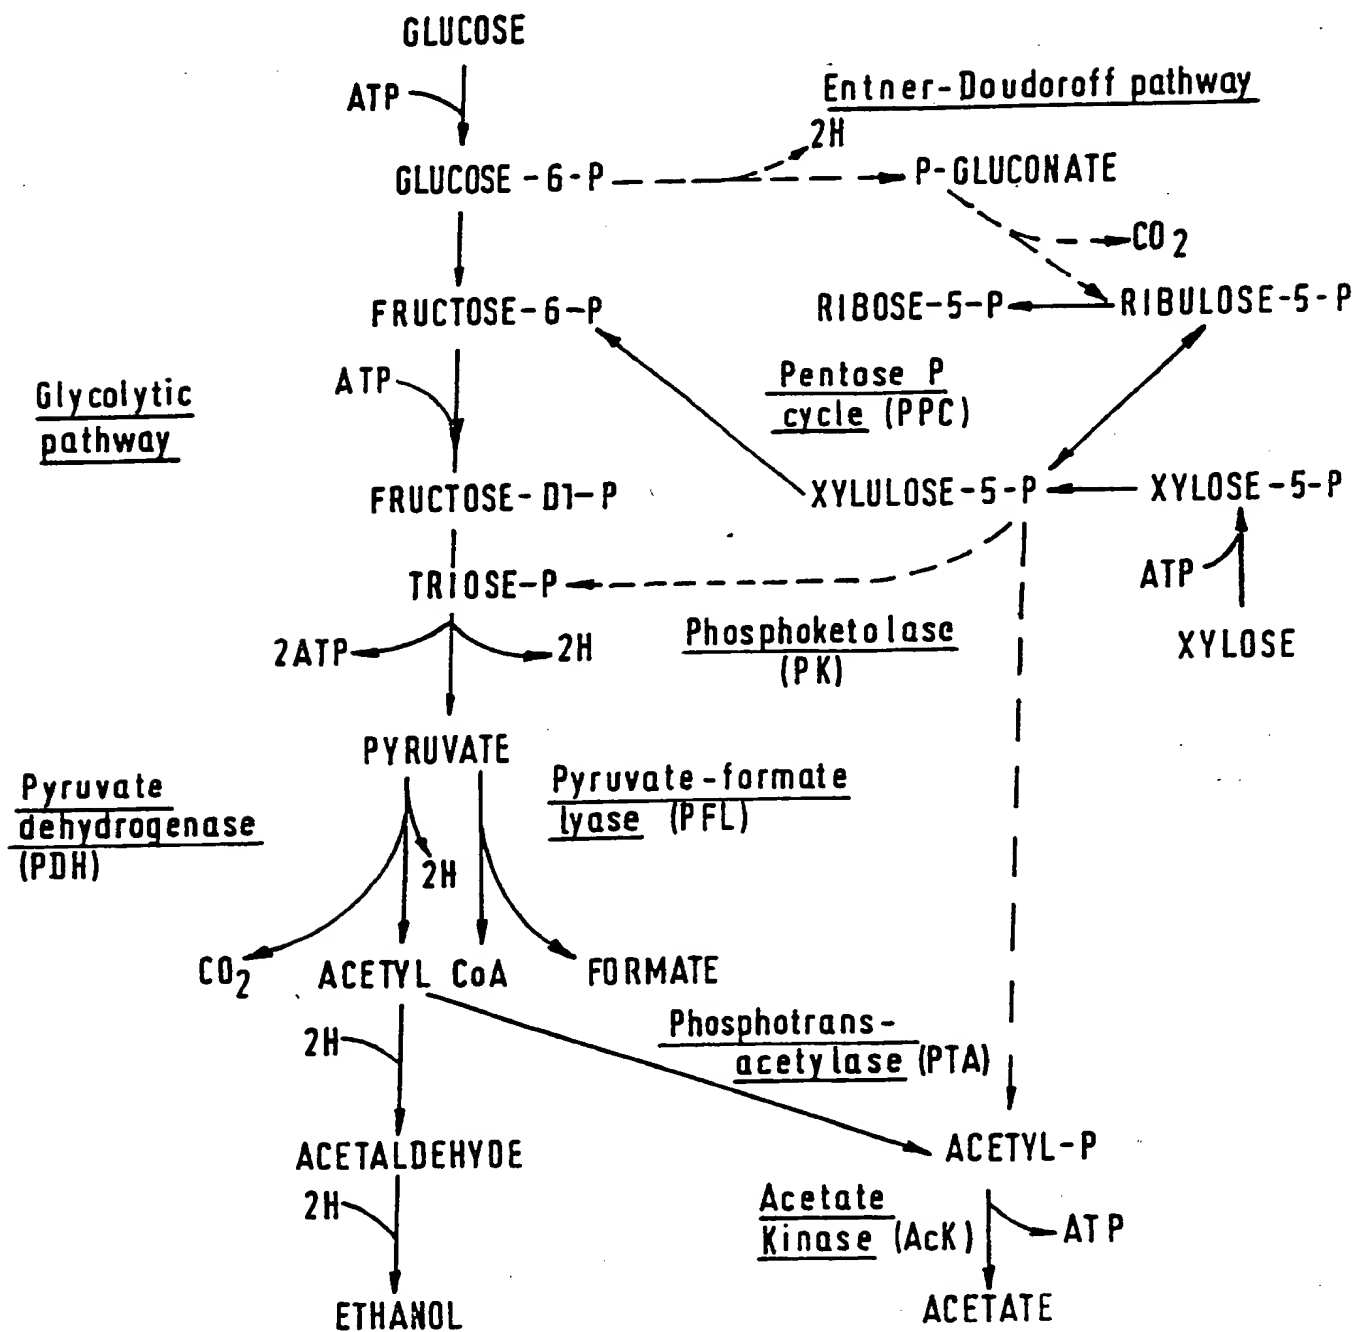 GLUCOSE
ATP
Entner-Doudoroff pathway
2H
GLUCOSE-6-P
P-GLUCONATE
CO2
FRUCTOSE-6-P
RIBOSE-5-P
RIBULOSE-5-P
ATP
Glycolytic
pathway
Pentose P
cycle (PPC)
FRUCTOSE-D1-P
XYLULOSE-5-P
XYLOSE-5-P
TRIOSE-P
ATP
2ATP
2H
Phosphoketolase
(PK)
XYLOSE
PYRUVATE
Pyruvate
dehydrogenase
(PDH)
Pyruvate-formate
lyase (PFL)
2H
CO2
ACETYL CoA
FORMATE
2H
Phosphotrans-
acetylase (PTA)
ACETALDEHYDE
ACETYL-P
2H
Acetate
Kinase (AcK)
ATP
ETHANOL
ACETATE